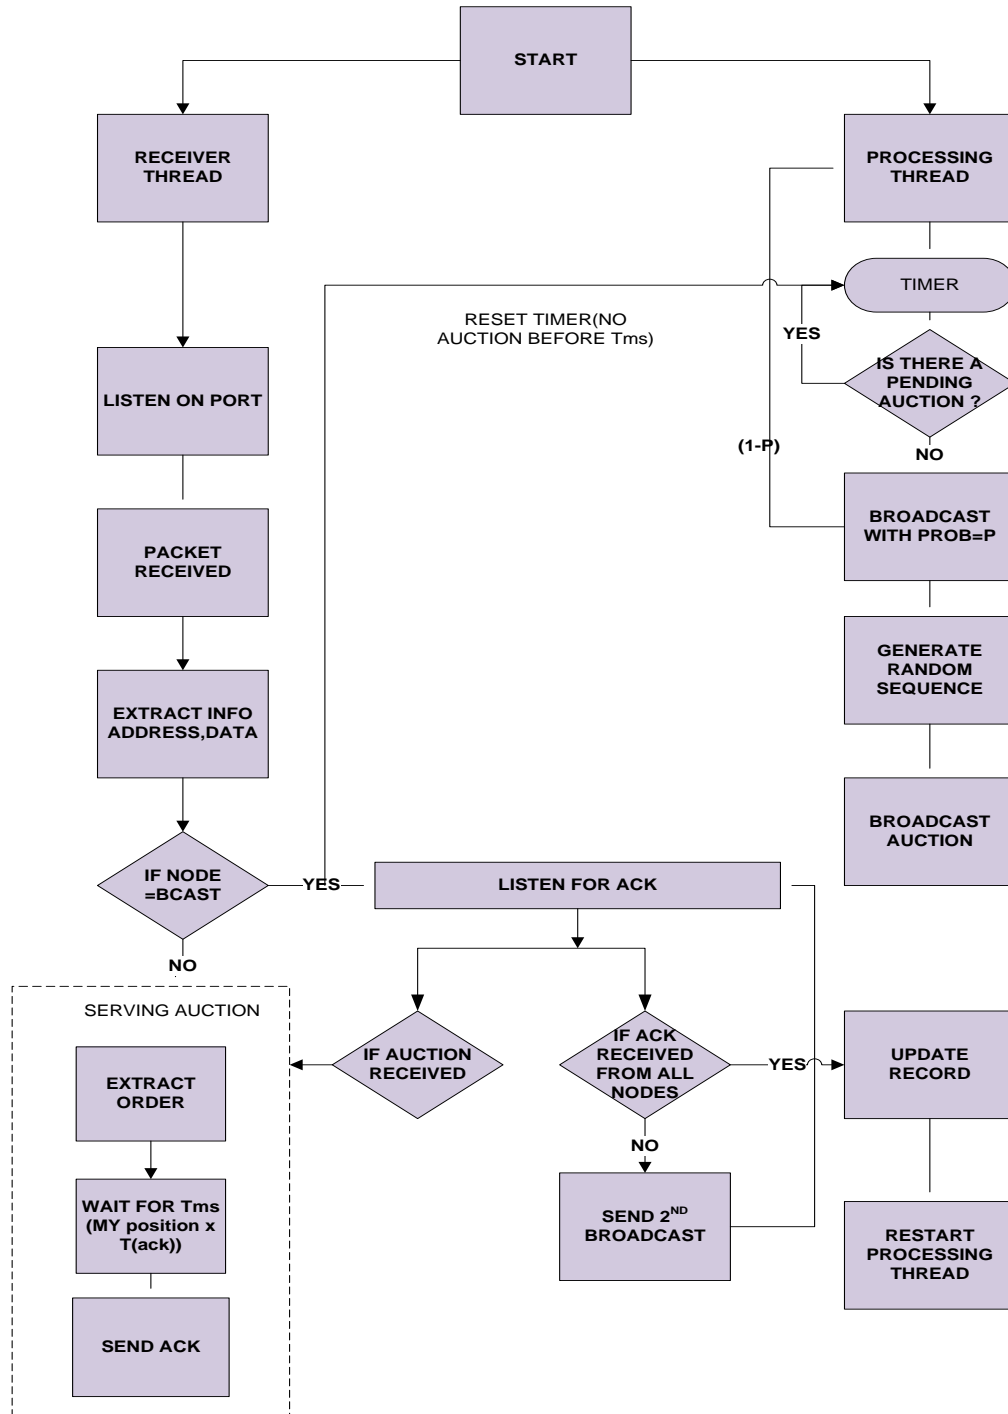 START
RECEIVER
THREAD
PROCESSING
THREAD
TIMER
RESET TIMER(NO
AUCTION BEFORE Tms)
YES
IS THERE A
PENDING
AUCTION ?
LISTEN ON PORT
(1-P)
NO
BROADCAST
WITH PROB=P
PACKET
RECEIVED
GENERATE
RANDOM
SEQUENCE
EXTRACT INFO
ADDRESS,DATA
BROADCAST
AUCTION
IF NODE
=BCAST
YES
LISTEN FOR ACK
NO
SERVING AUCTION
IF AUCTION
RECEIVED
IF ACK
RECEIVED
FROM ALL
NODES
YES
UPDATE
RECORD
EXTRACT
ORDER
NO
WAIT FOR Tms
(MY position x
T(ack))
SEND 2ND
BROADCAST
RESTART
PROCESSING
THREAD
SEND ACK